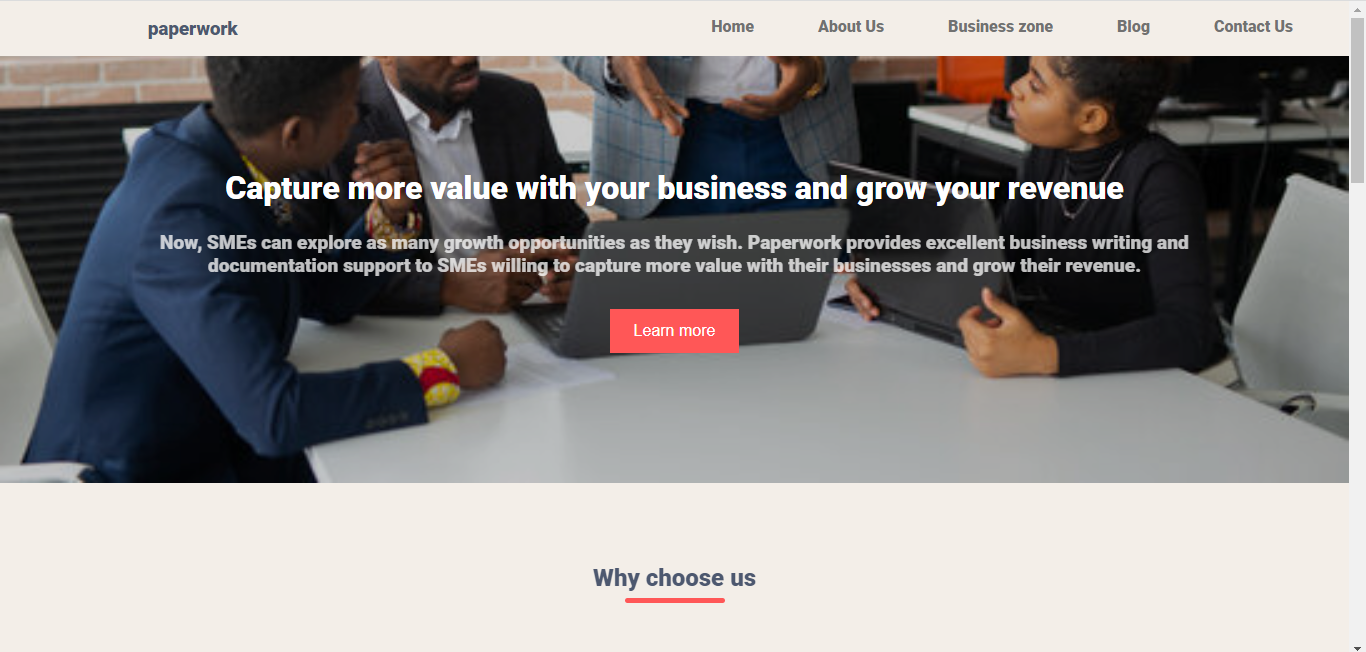 paperwork
Home About Us Business zone Blog Contact Us
Capture more value with your business and grow your revenue
Now, SMEs can explore as many growth opportunities as they wish. Paperwork provides excellent business writing and
documentation support to SMEs willing to capture more value with their businesses and grow their revenue.
Learn more
Why choose us